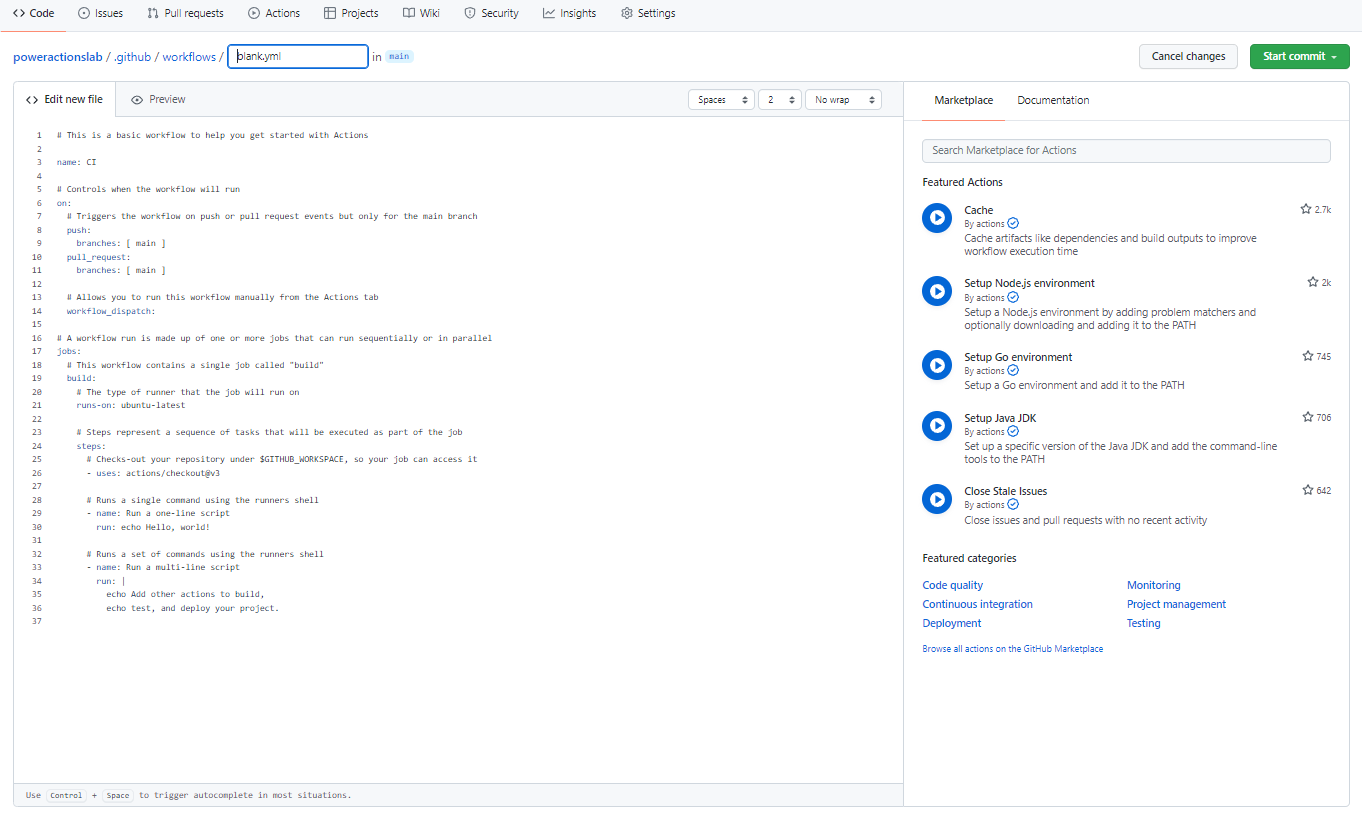 Code Issues Pull requests Actions Projects Wiki Security Insights Settings
poweractionslab / .github / workflows / blank.yml in main
Cancel changes Start commit
Edit new file Preview Spaces 2 No wrap
1 # This is a basic workflow to help you get started with Actions
2
3 name: CI
4
5 # Controls when the workflow will run
6 on:
7 # Triggers the workflow on push or pull request events but only for the main branch
8 push:
9 branches: [ main ]
10 pull_request:
11 branches: [ main ]
12
13 # Allows you to run this workflow manually from the Actions tab
14 workflow_dispatch:
15
16 # A workflow run is made up of one or more jobs that can run sequentially or in parallel
17 jobs:
18 # This workflow contains a single job called "build"
19 build:
20 # The type of runner that the job will run on
21 runs-on: ubuntu-latest
22
23 # Steps represent a sequence of tasks that will be executed as part of the job
24 steps:
25 # Checks-out your repository under $GITHUB_WORKSPACE, so your job can access it
26 - uses: actions/checkout@v3
27
28 # Runs a single command using the runners shell
29 - name: Run a one-line script
30 run: echo Hello, world!
31
32 # Runs a set of commands using the runners shell
33 - name: Run a multi-line script
34 run: |
35 echo Add other actions to build,
36 echo test, and deploy your project.
37
Use Control + Space to trigger autocomplete in most situations.
Marketplace Documentation
Search Marketplace for Actions
Featured Actions
Cache 2.7k
By actions
Cache artifacts like dependencies and build outputs to improve
workflow execution time
Setup Node.js environment 2k
By actions
Setup a Node.js environment by adding problem matchers and
optionally downloading and adding it to the PATH
Setup Go environment 745
By actions
Setup a Go environment and add it to the PATH
Setup Java JDK 706
By actions
Set up a specific version of the Java JDK and add the command-line
tools to the PATH
Close Stale Issues 642
By actions
Close issues and pull requests with no recent activity
Featured categories
Code quality Monitoring
Continuous integration Project management
Deployment Testing
Browse all actions on the GitHub Marketplace